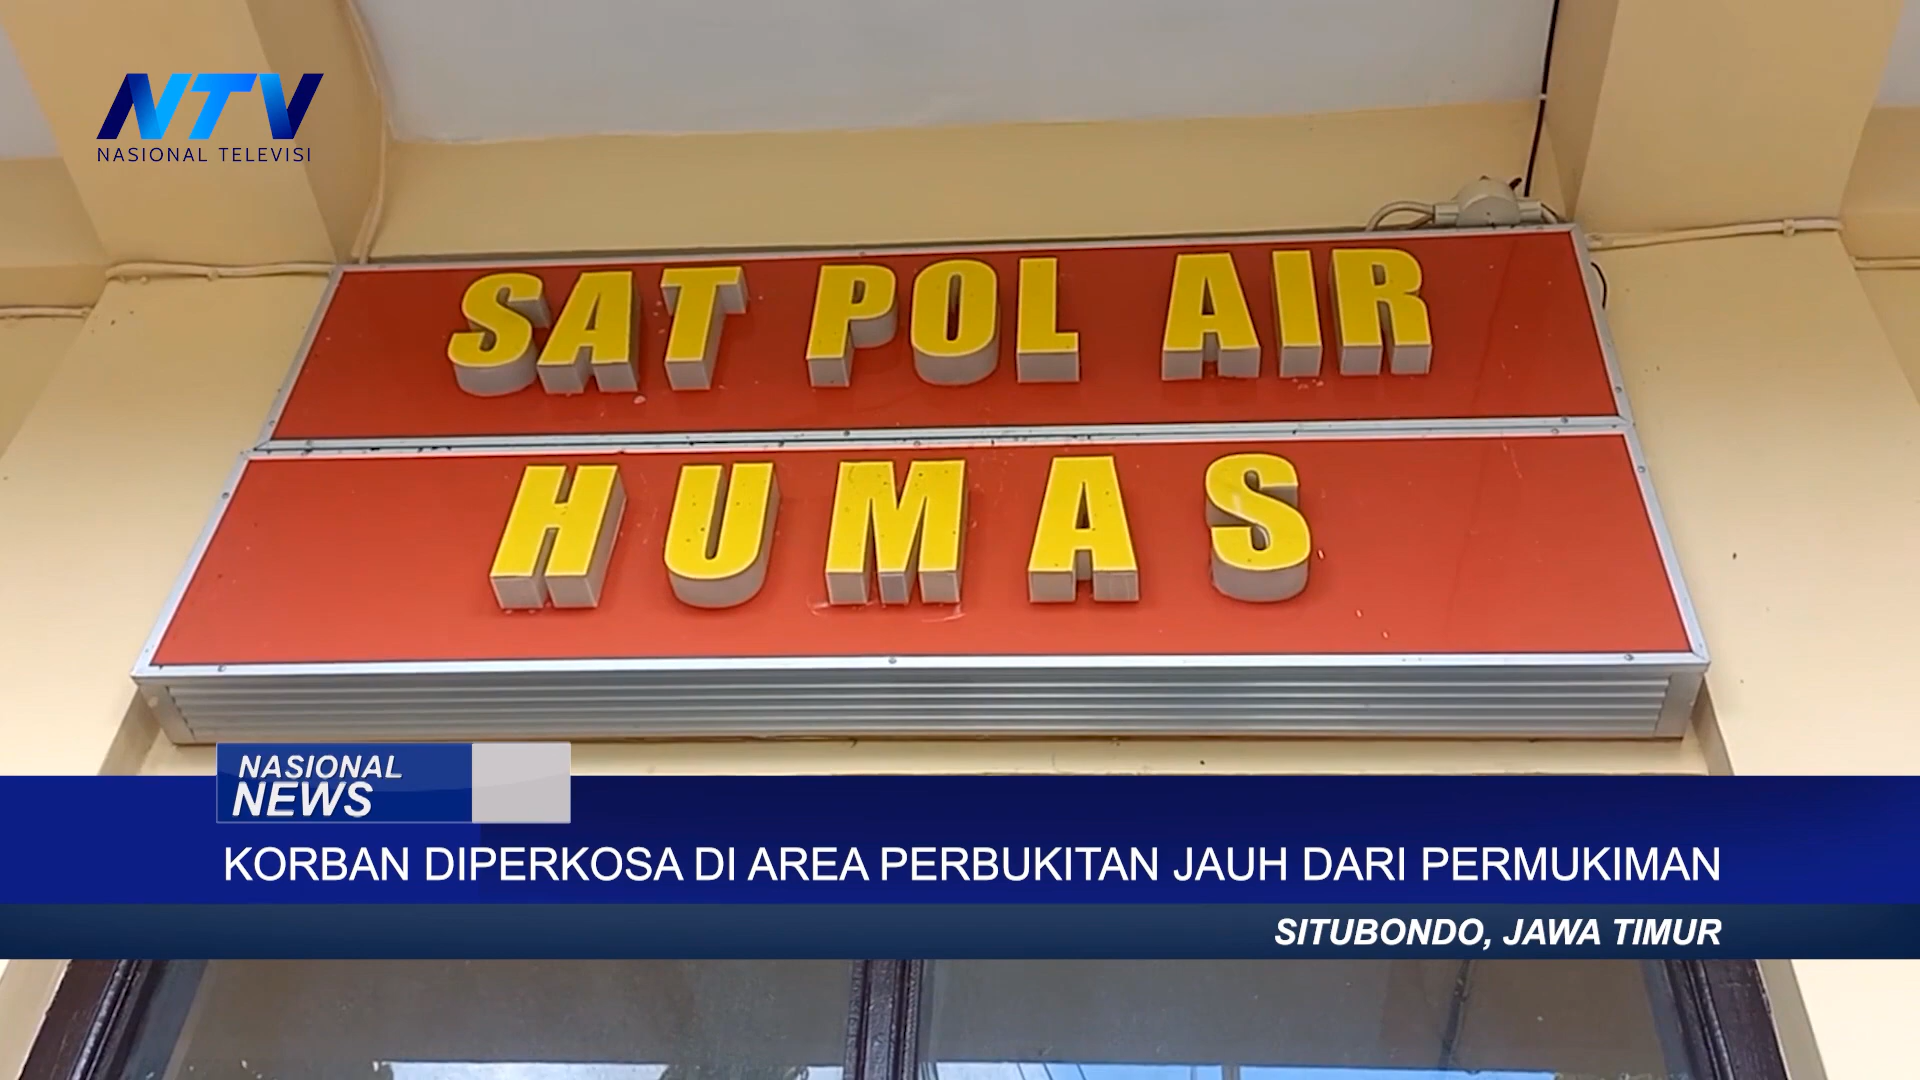 NTV
NASIONAL TELEVISI
SAT POL AIR
HUMAS
NASIONAL
NEWS
KORBAN DIPERKOSA DI AREA PERBUKITAN JAUH DARI PERMUKIMAN
SITUBONDO, JAWA TIMUR